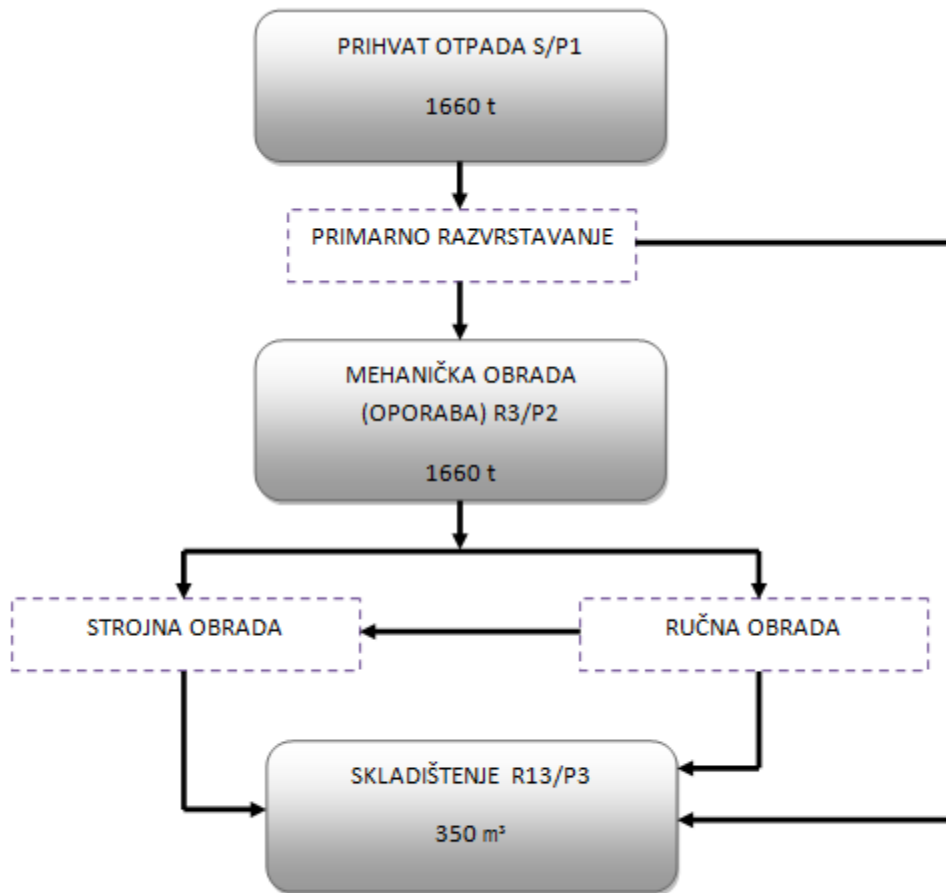 PRIHVAT OTPADA S/P1
1660 t
PRIMARNO RAZVRSTAVANJE
MEHANIČKA OBRADA
(OPORABA) R3/P2
1660 t
STROJNA OBRADA
RUČNA OBRADA
SKLADIŠTENJE R13/P3
350 m³